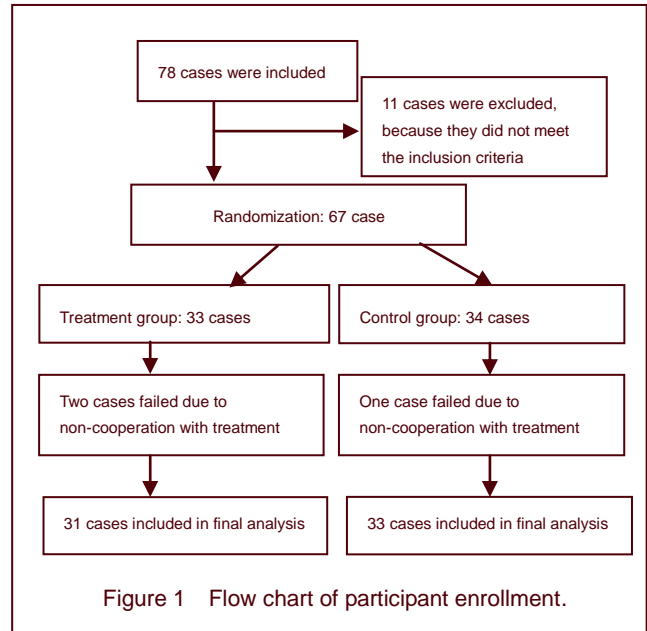 78 cases were included
11 cases were excluded,
because they did not meet
the inclusion criteria
Randomization: 67 case
Treatment group: 33 cases
Control group: 34 cases
Two cases failed due to
non-cooperation with treatment
One case failed due to
non-cooperation with treatment
31 cases included in final analysis
33 cases included in final analysis
Figure 1 Flow chart of participant enrollment.